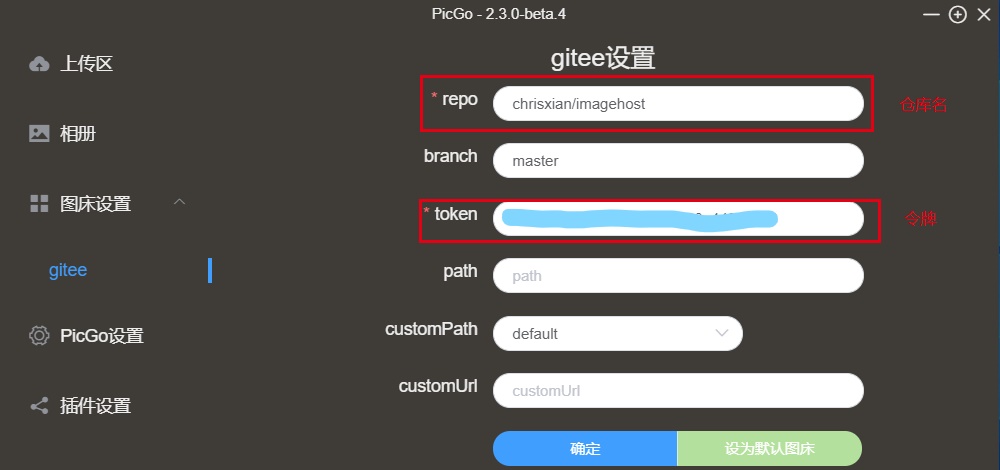 PicGo - 2.3.0-beta.4
上传区
相册
图床设置
gitee
PicGo设置
插件设置
gitee设置
* repo
chrisxian/imagehost
仓库名
branch
master
* token
令牌
path
path
customPath
default
customUrl
customUrl
确定
设为默认图床